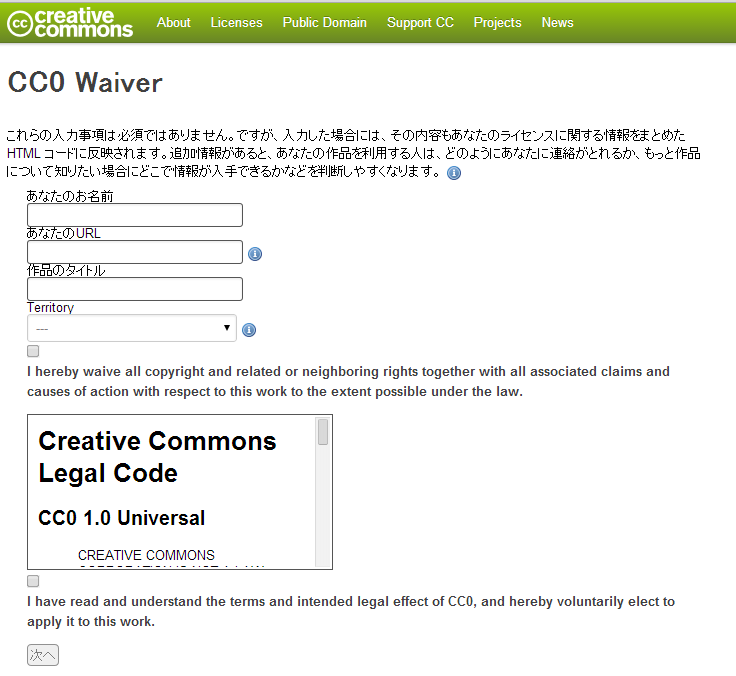 cc creative commons
About Licenses Public Domain Support CC Projects News
CC0 Waiver
これらの入力事項は必須ではありません。ですが、入力した場合には、その内容もあなたのライセンスに関する情報をまとめた
HTML コードに反映されます。追加情報があると、あなたの作品を利用する人は、どのようにあなたに連絡がとれるか、もっと作品
について知りたい場合にどこで情報が入手できるかなどを判断しやすくなります。
あなたのお名前
あなたのURL
作品のタイトル
Territory
---
I hereby waive all copyright and related or neighboring rights together with all associated claims and
causes of action with respect to this work to the extent possible under the law.
Creative Commons
Legal Code
CC0 1.0 Universal
CREATIVE COMMONS
CORPORATION IS NOT A LAW
I have read and understand the terms and intended legal effect of CC0, and hereby voluntarily elect to
apply it to this work.
次へ